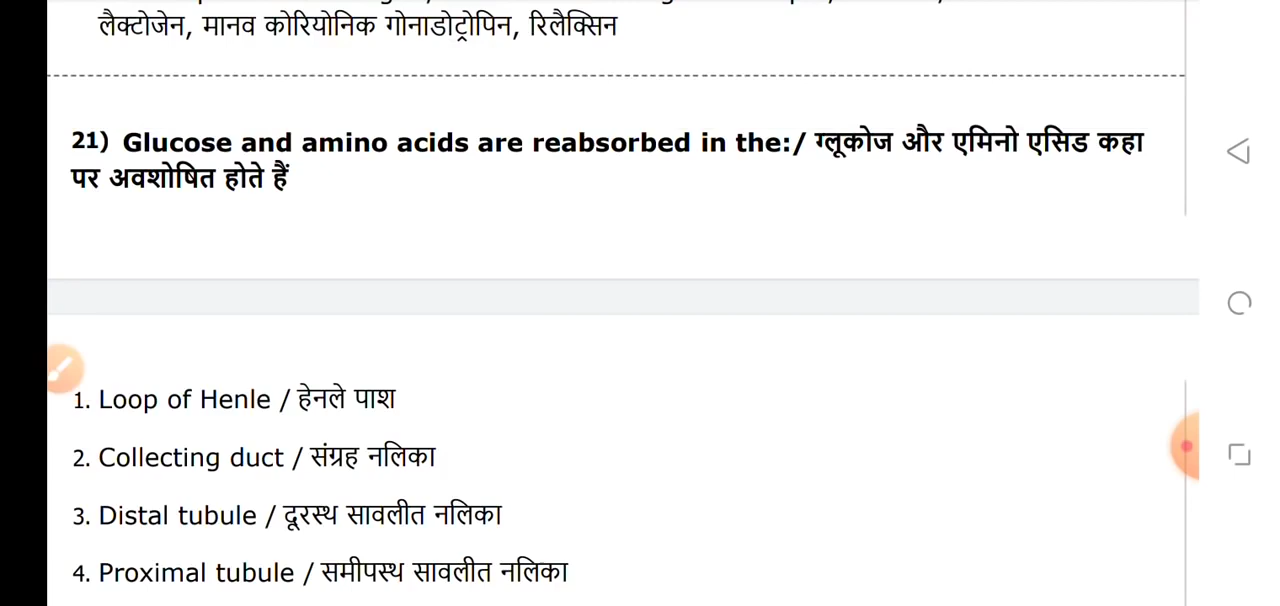 लैक्टोजेन, मानव कोरियोनिक गोनाडोट्रोपिन, रिलैक्सिन
21) Glucose and amino acids are reabsorbed in the:/ ग्लूकोज और एमिनो एसिड कहा
पर अवशोषित होते हैं
1. Loop of Henle / हेनले पाश
2. Collecting duct / संग्रह नलिका
3. Distal tubule / दूरस्थ सावलीत नलिका
4. Proximal tubule / समीपस्थ सावलीत नलिका